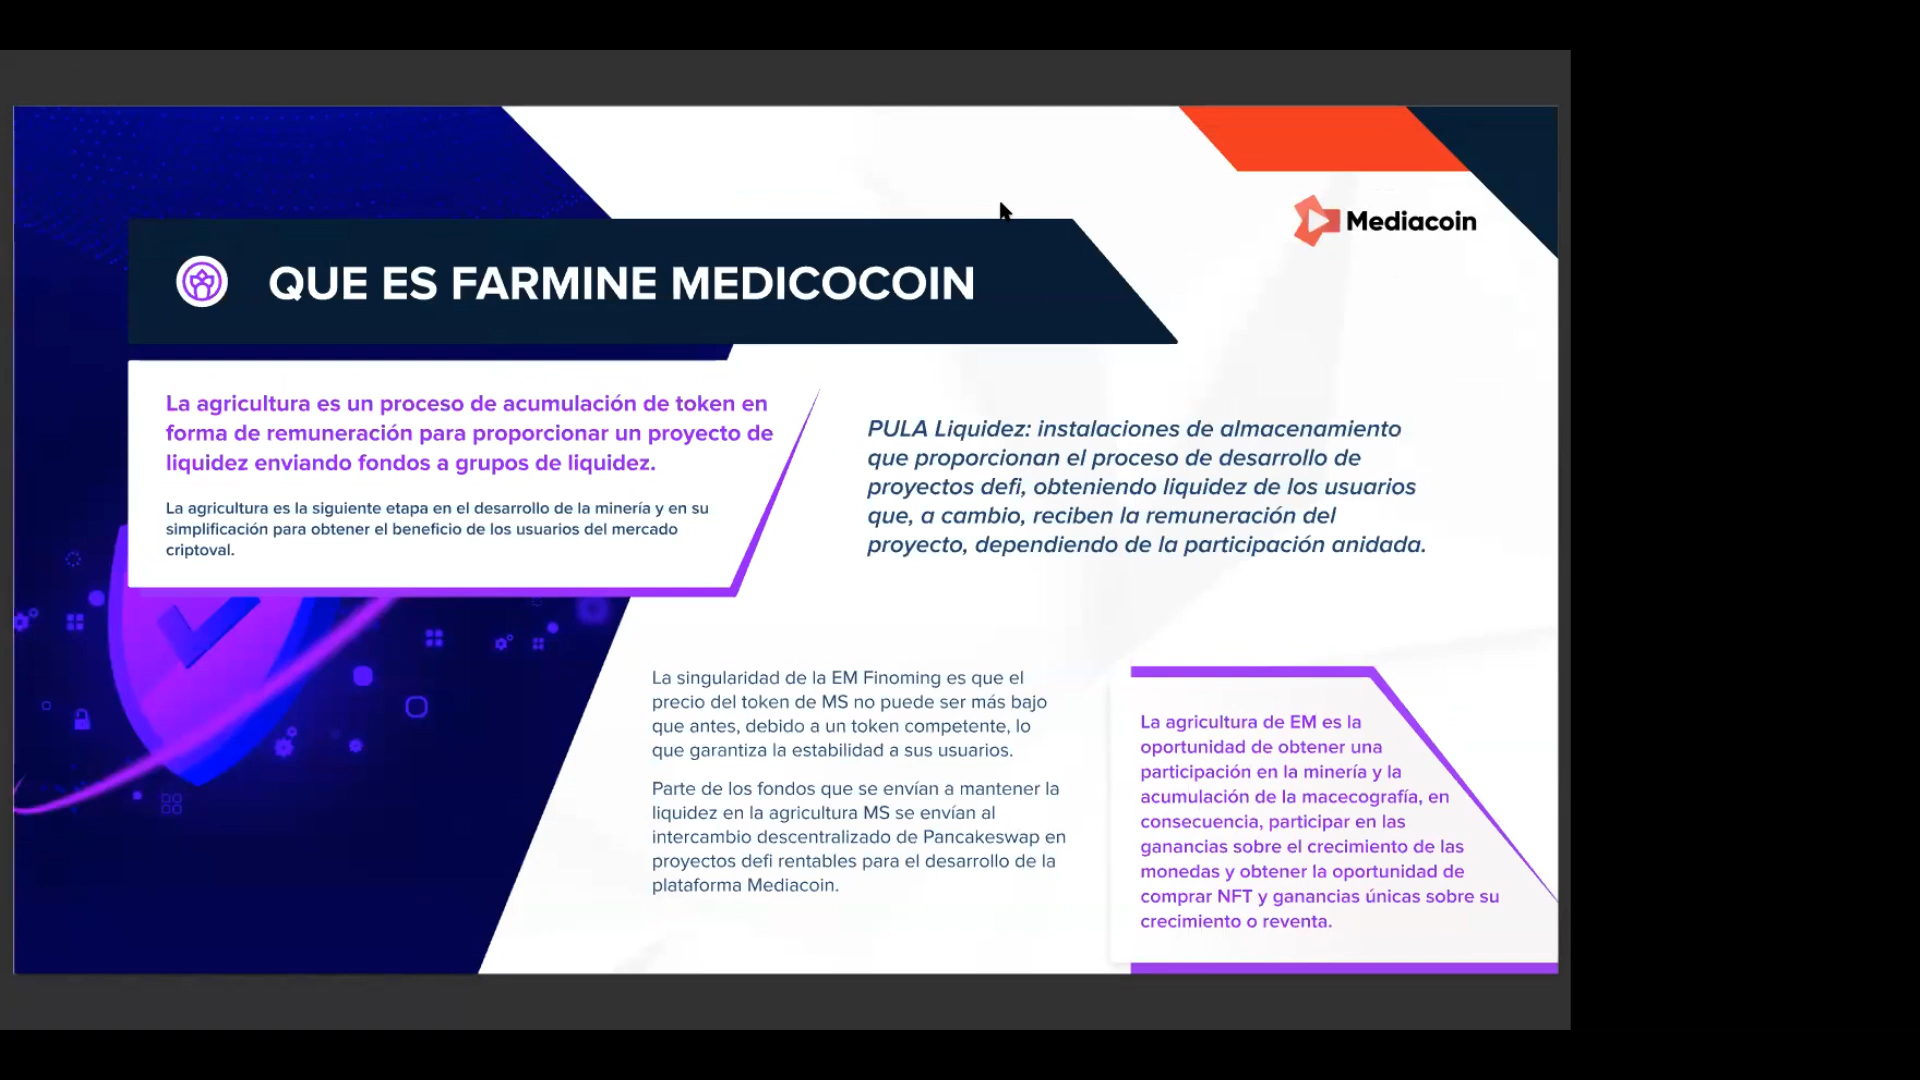 Mediacoin
QUE ES FARMINE MEDICOCOIN
La agricultura es un proceso de acumulación de token en
forma de remuneración para proporcionar un proyecto de
liquidez enviando fondos a grupos de liquidez.
La agricultura es la siguiente etapa en el desarrollo de la minería y en su
simplificación para obtener el beneficio de los usuarios del mercado
criptoval.
PULA Liquidez: instalaciones de almacenamiento
que proporcionan el proceso de desarrollo de
proyectos defi, obteniendo liquidez de los usuarios
que, a cambio, reciben la remuneración del
proyecto, dependiendo de la participación anidada.
La singularidad de la EM Finoming es que el
precio del token de MS no puede ser más bajo
que antes, debido a un token competente, lo
que garantiza la estabilidad a sus usuarios.
Parte de los fondos que se envían a mantener la
liquidez en la agricultura MS se envían al
intercambio descentralizado de Pancakeswap en
proyectos defi rentables para el desarrollo de la
plataforma Mediacoin.
La agricultura de EM es la
oportunidad de obtener una
participación en la minería y la
acumulación de la macecografía, en
consecuencia, participar en las
ganancias sobre el crecimiento de las
monedas y obtener la oportunidad de
comprar NFT y ganancias únicas sobre su
crecimiento o reventa.